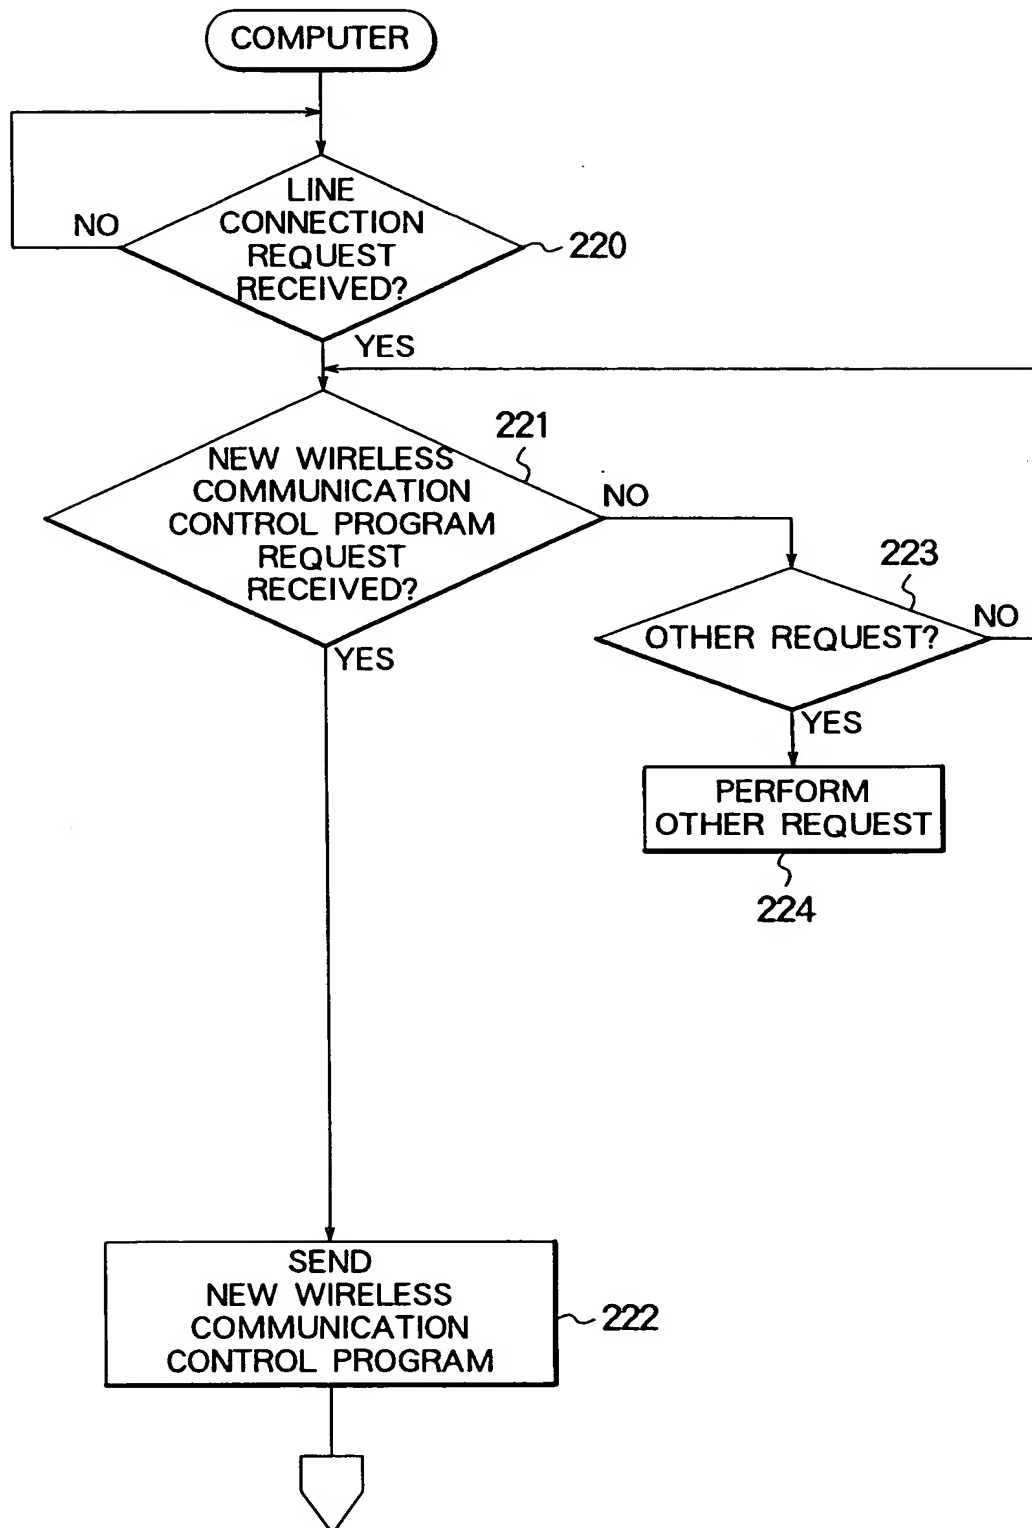 COMPUTER
LINE
CONNECTION
REQUEST
RECEIVED?
NO
220
YES
221
NEW WIRELESS
COMMUNICATION
CONTROL PROGRAM
REQUEST
RECEIVED?
NO
YES
223
OTHER REQUEST?
NO
YES
PERFORM
OTHER REQUEST
224
SEND
NEW WIRELESS
COMMUNICATION
CONTROL PROGRAM
222